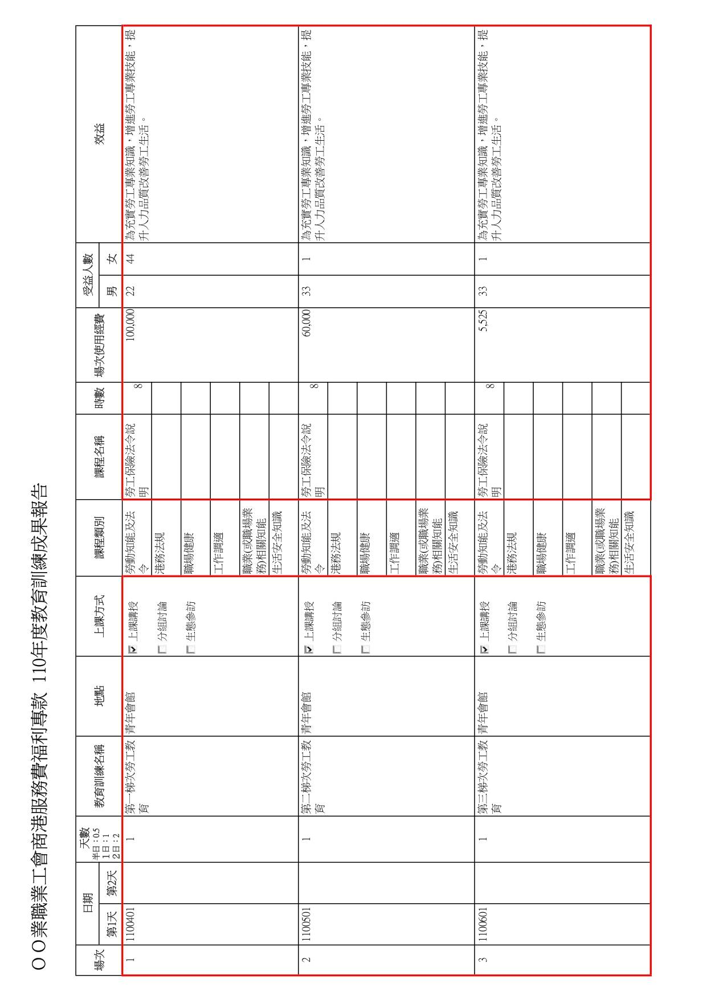 ＯＯ業職業工會商港服務費福利專款 110年度教育訓練成果報告
場次
日期
第1天
第2天
天數
半日：0.5
1日：1
2日：2
教育訓練名稱
地點
上課方式
課程類別
課程名稱
時數
場次使用經費
受益人數
男
女
效益
1
1100401
1
第一梯次勞工教
育
青年會館
上課講授
分組討論
生態參訪
勞動知能及法
令
勞工保險法令說
明
8
港務法規
職場健康
工作調適
職業(或職場業
務)相關知能
生活安全知識
100,000
22
44
為充實勞工專業知識，增進勞工專業技能，提
升人力品質改善勞工生活。
2
1100501
1
第二梯次勞工教
育
青年會館
上課講授
分組討論
生態參訪
勞動知能及法
令
勞工保險法令說
明
8
港務法規
職場健康
工作調適
職業(或職場業
務)相關知能
生活安全知識
60,000
33
1
為充實勞工專業知識，增進勞工專業技能，提
升人力品質改善勞工生活。
3
1100601
1
第三梯次勞工教
育
青年會館
上課講授
分組討論
生態參訪
勞動知能及法
令
勞工保險法令說
明
8
港務法規
職場健康
工作調適
職業(或職場業
務)相關知能
生活安全知識
5,525
33
1
為充實勞工專業知識，增進勞工專業技能，提
升人力品質改善勞工生活。